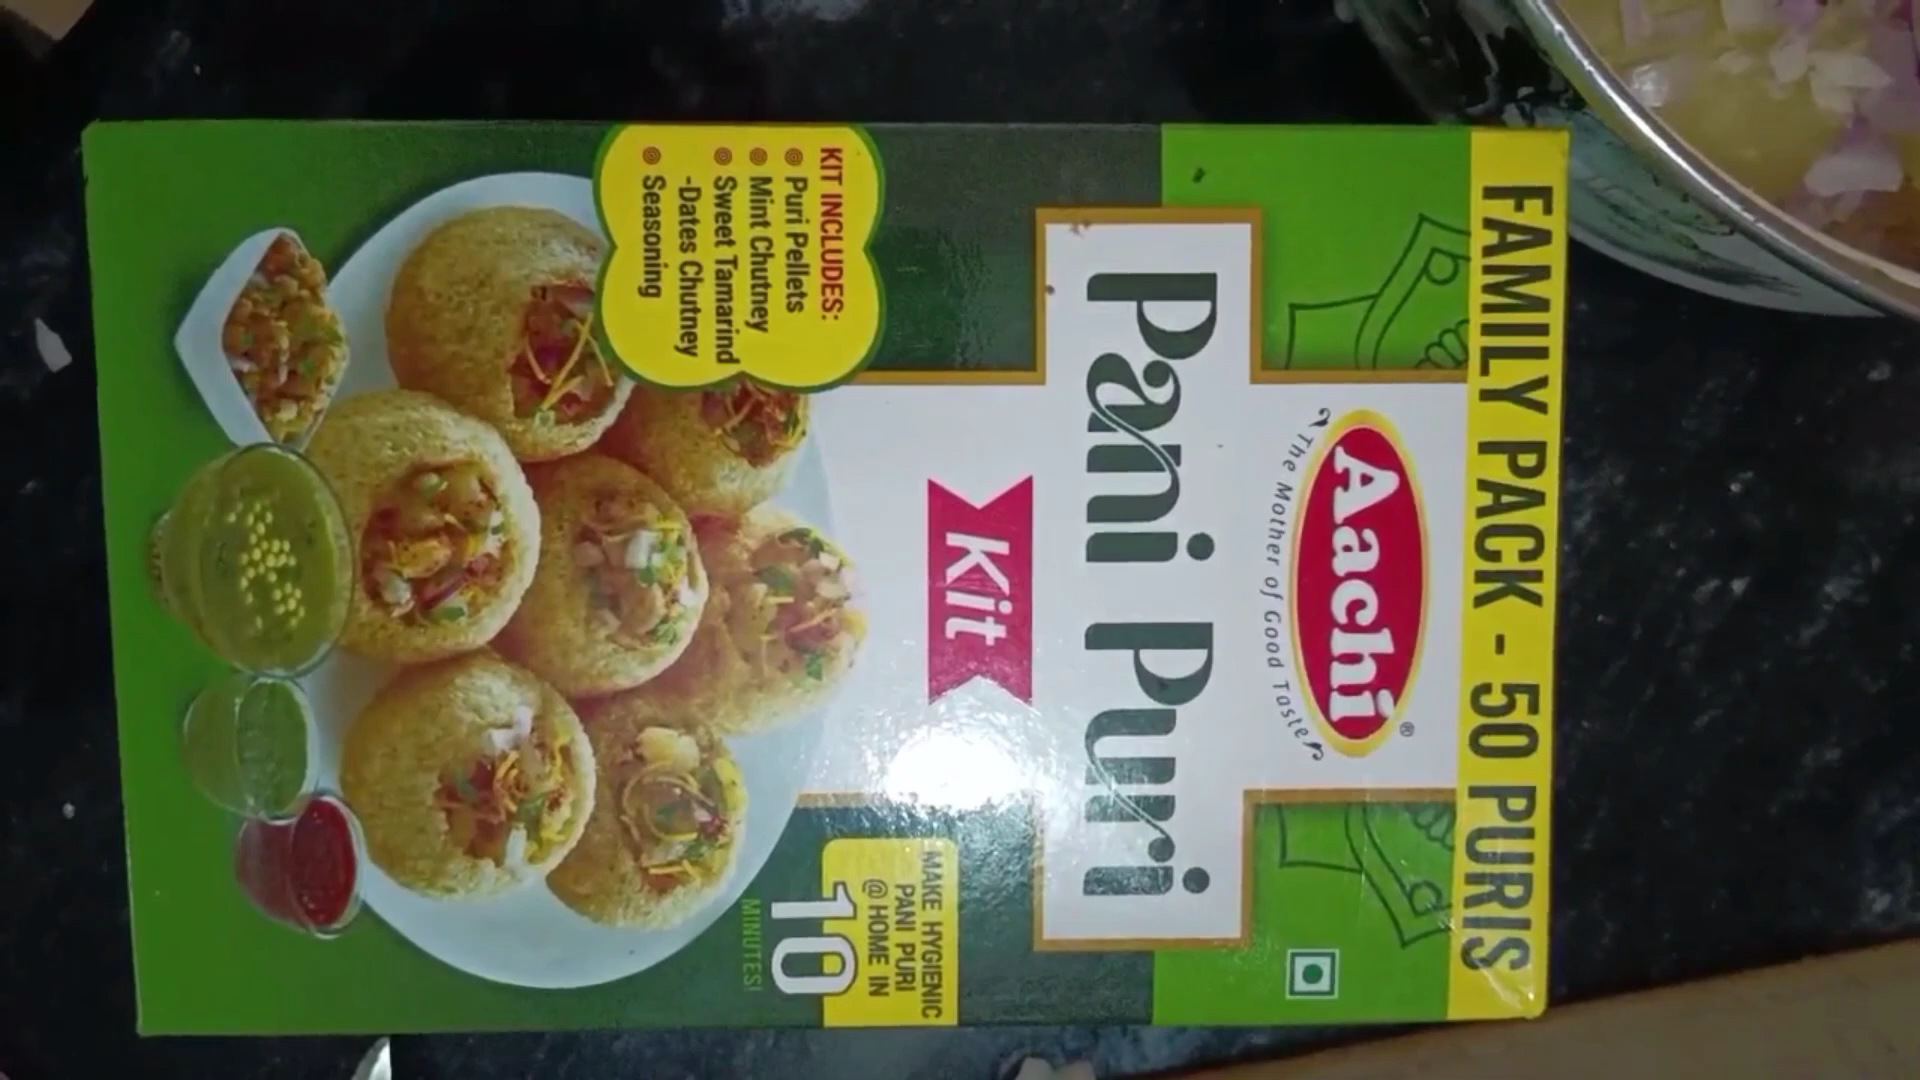 FAMILY PACK - 50 PURIS
Aachi®
The Mother of Good Taste
Pani Puri
Kit
KIT INCLUDES:
Puri Pellets
Mint Chutney
Sweet Tamarind
-Dates Chutney
Seasoning
MAKE HYGIENIC
PANI PURI
@ HOME IN
10
MINUTES!